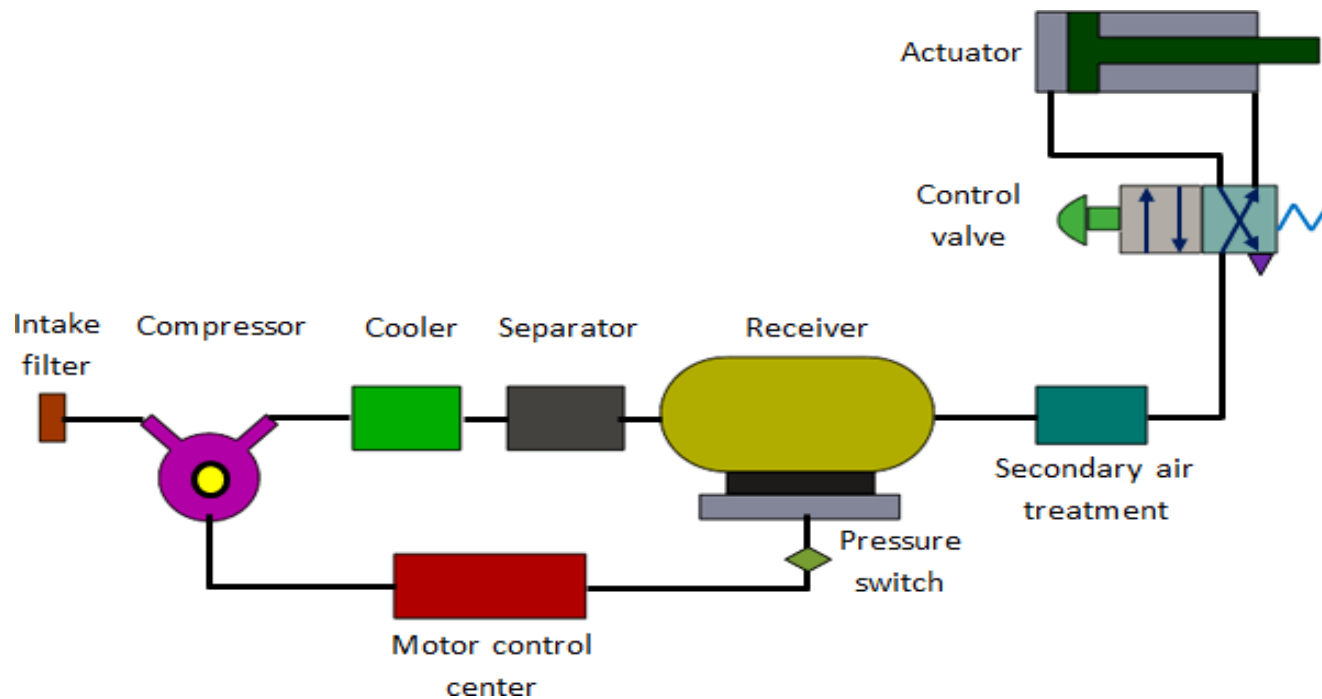 Actuator
Control
valve
Intake
filter
Compressor
Cooler
Separator
Receiver
Secondary air
treatment
Pressure
switch
Motor control
center